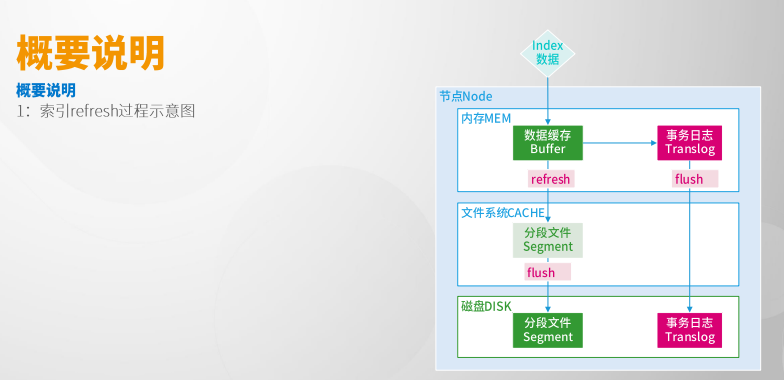 概要说明
概要说明
1：索引refresh过程示意图
Index
数据
节点Node
内存MEM
数据缓存
Buffer
事务日志
Translog
refresh
flush
文件系统CACHE
分段文件
Segment
flush
磁盘DISK
分段文件
Segment
事务日志
Translog